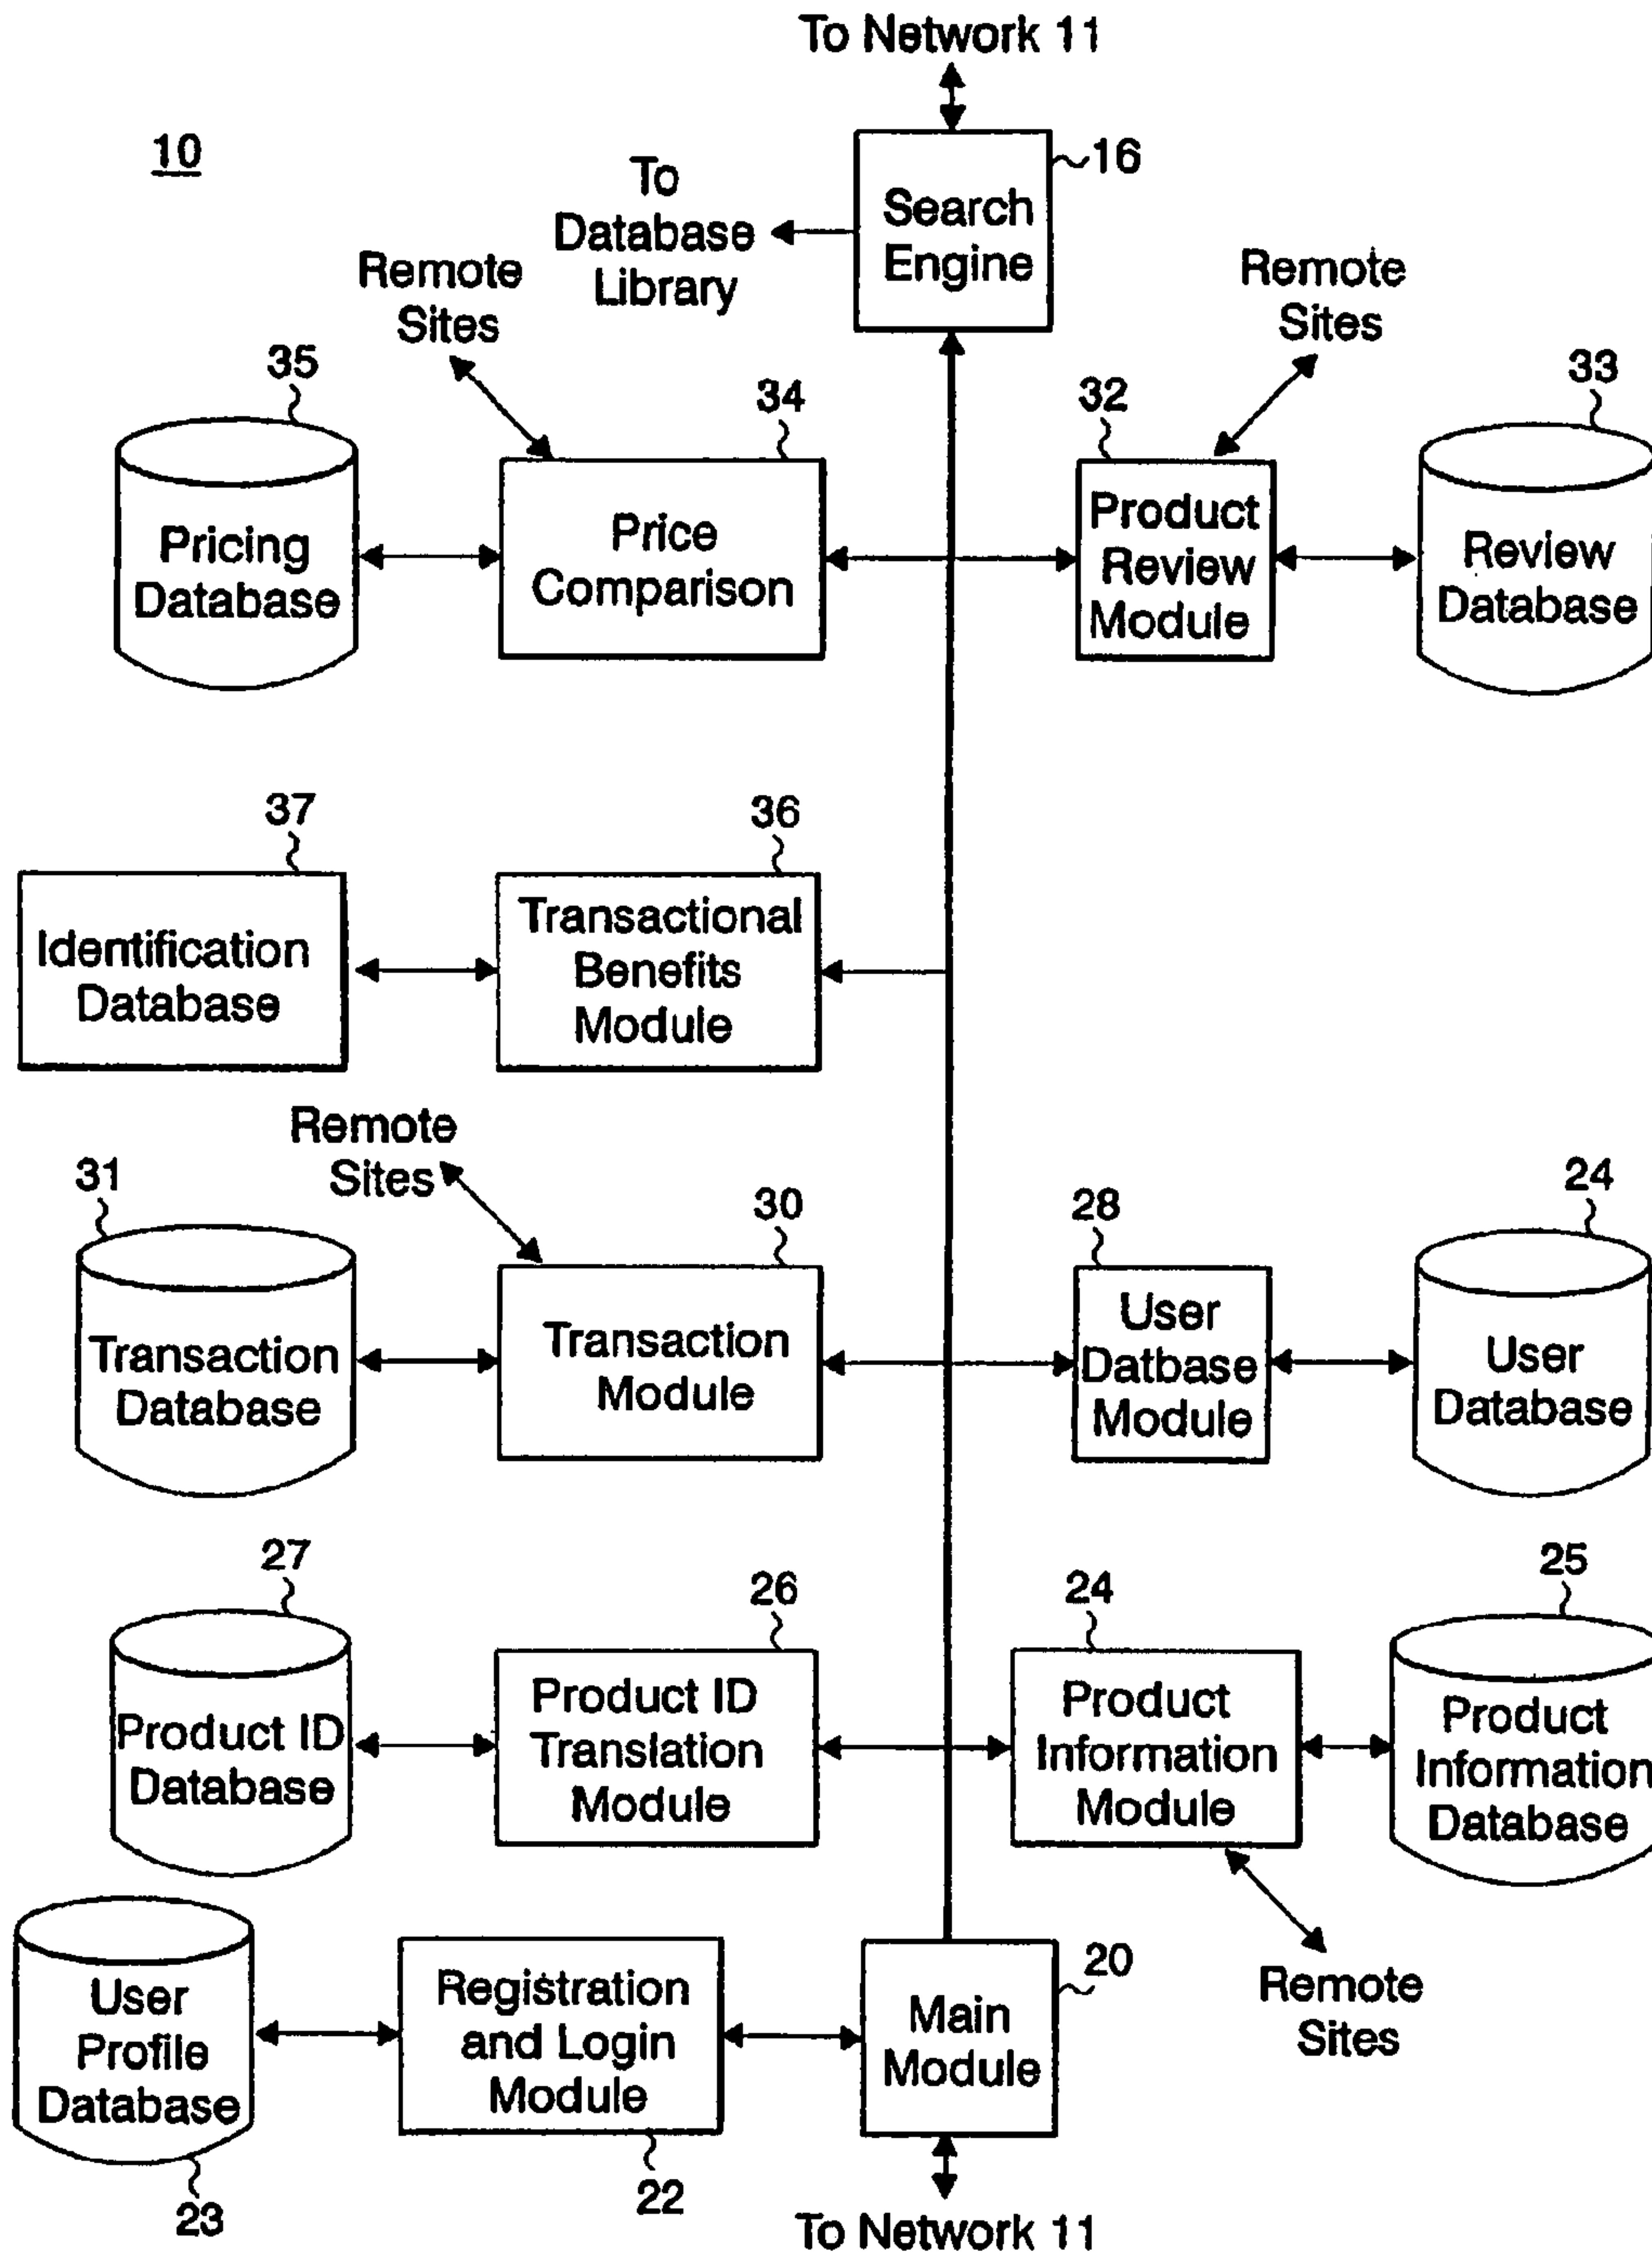 To Network 11
10
16
To
Database
Library
Search
Engine
Remote
Sites
Remote
Sites
35
34
32
33
Pricing
Database
Price
Comparison
Product
Review
Module
Review
Database
37
36
Identification
Database
Transactional
Benefits
Module
Remote
Sites
31
30
28
24
Transaction
Database
Transaction
Module
User
Datbase
Module
User
Database
27
26
24
25
Product ID
Database
Product ID
Translation
Module
Product
Information
Module
Product
Information
Database
User
Profile
Database
Registration
and Login
Module
Main
Module
20
Remote
Sites
23
22
To Network 11